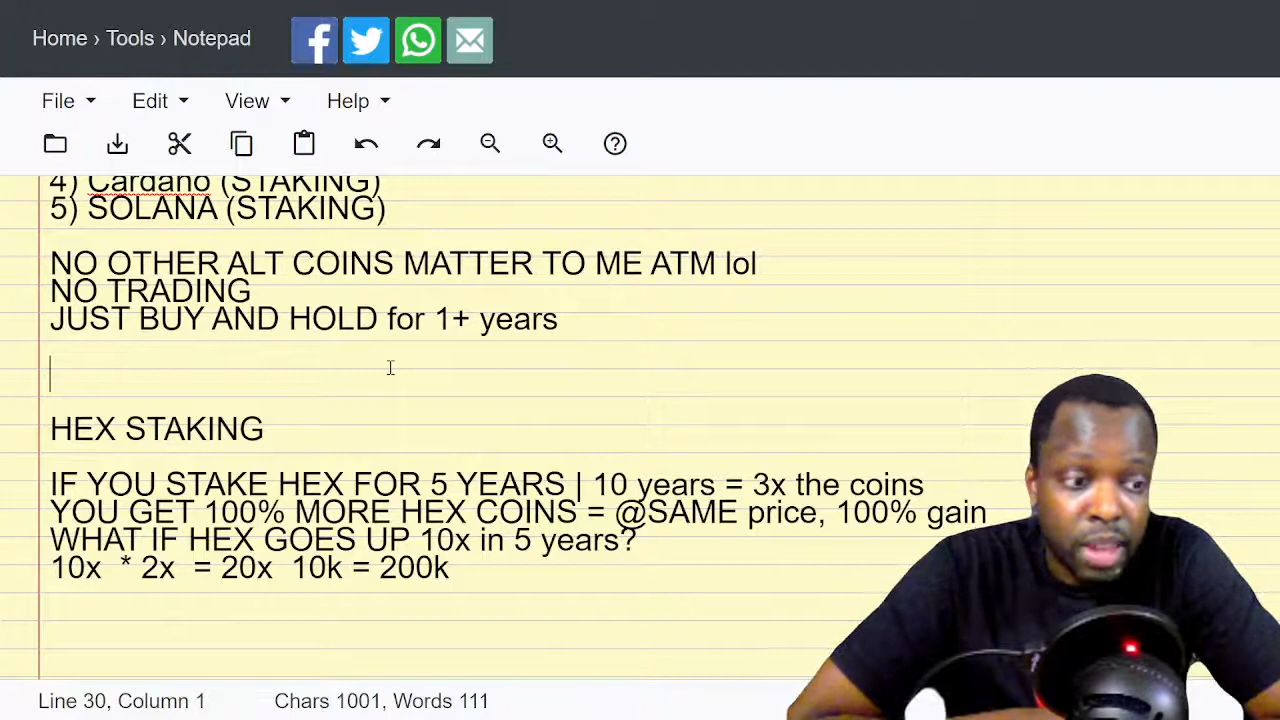 Home › Tools › Notepad
File Edit View Help
4) Cardano (STAKING)
5) SOLANA (STAKING)
NO OTHER ALT COINS MATTER TO ME ATM lol
NO TRADING
JUST BUY AND HOLD for 1+ years
HEX STAKING
IF YOU STAKE HEX FOR 5 YEARS | 10 years = 3x the coins
YOU GET 100% MORE HEX COINS = @SAME price, 100% gain
WHAT IF HEX GOES UP 10x in 5 years?
10x  * 2x  = 20x  10k = 200k
Line 30, Column 1 Chars 1001, Words 111